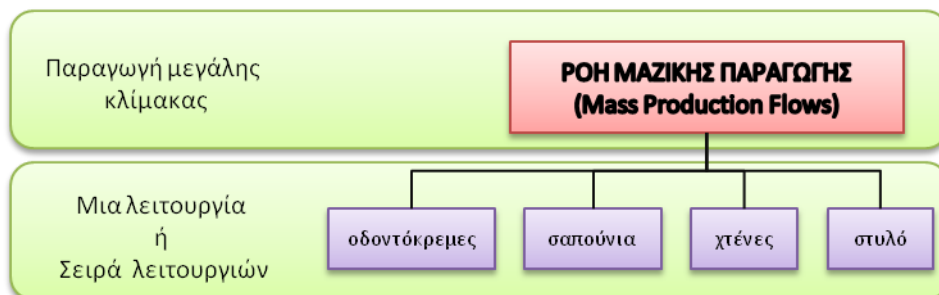 Παραγωγή μεγάλης
κλίμακας
ΡΟΗ ΜΑΖΙΚΗΣ ΠΑΡΑΓΩΓΗΣ
(Mass Production Flows)
Μια λειτουργία
ή
Σειρά λειτουργιών
οδοντόκρεμες
σαπούνια
χτένες
στυλό